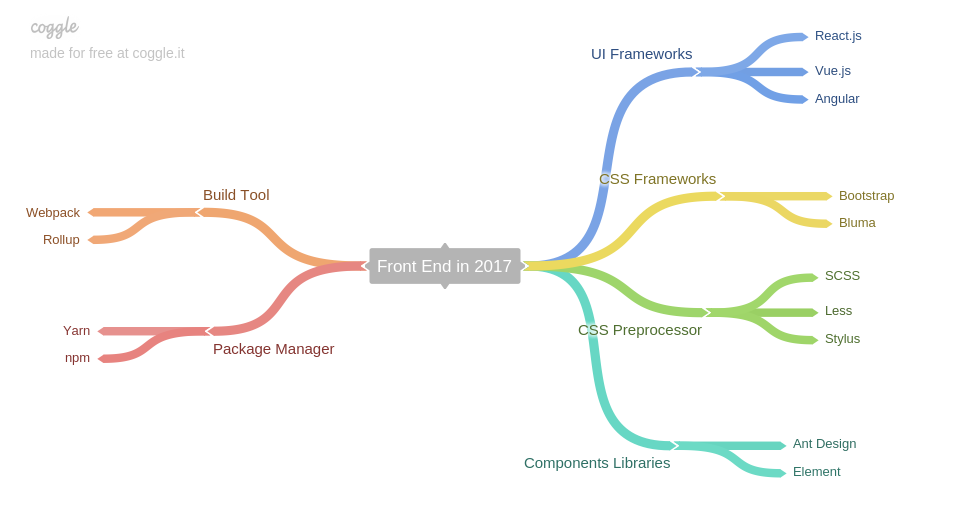 coggle
made for free at coggle.it
UI Frameworks
React.js
Vue.js
Angular
CSS Frameworks
Bootstrap
Bluma
CSS Preprocessor
SCSS
Less
Stylus
Components Libraries
Ant Design
Element
Front End in 2017
Build Tool
Webpack
Rollup
Package Manager
Yarn
npm